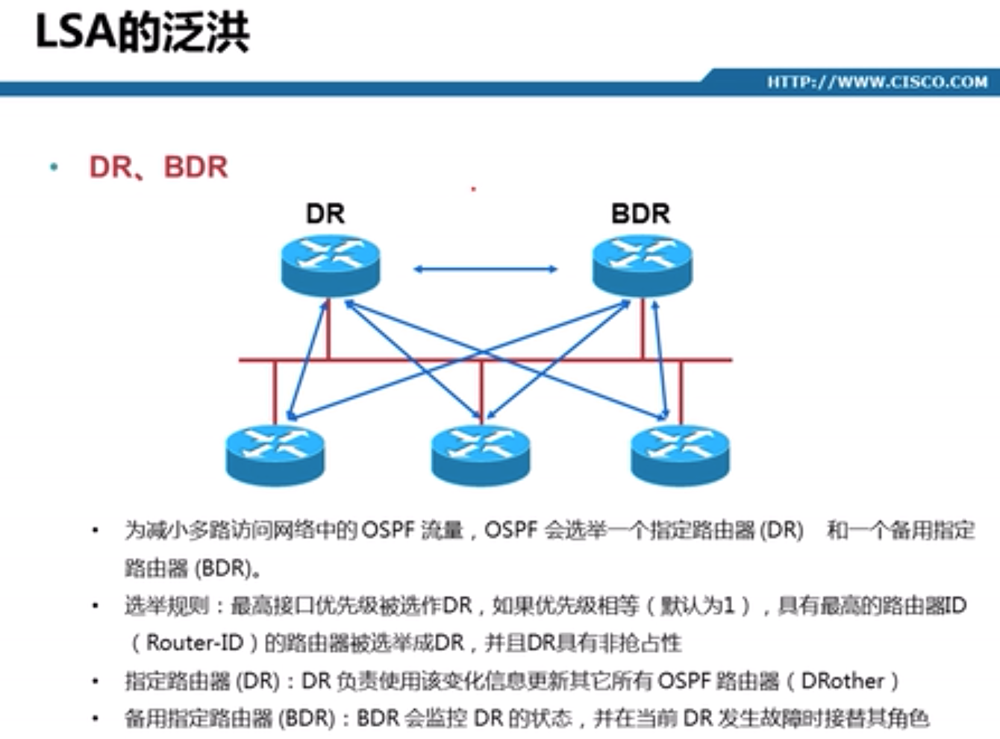 LSA的泛洪
HTTP://WWW.CISCO.COM
• DR、BDR
DR
BDR
• 为减小多路访问网络中的 OSPF 流量，OSPF 会选举一个指定路由器 (DR) 和一个备用指定
路由器 (BDR)。
• 选举规则：最高接口优先级被选作DR，如果优先级相等（默认为1），具有最高的路由器ID
（Router-ID）的路由器被选举成DR，并且DR具有非抢占性
• 指定路由器 (DR)：DR 负责使用该变化信息更新其它所有 OSPF 路由器（DRother）
• 备用指定路由器 (BDR)：BDR 会监控 DR 的状态，并在当前 DR 发生故障时接替其角色